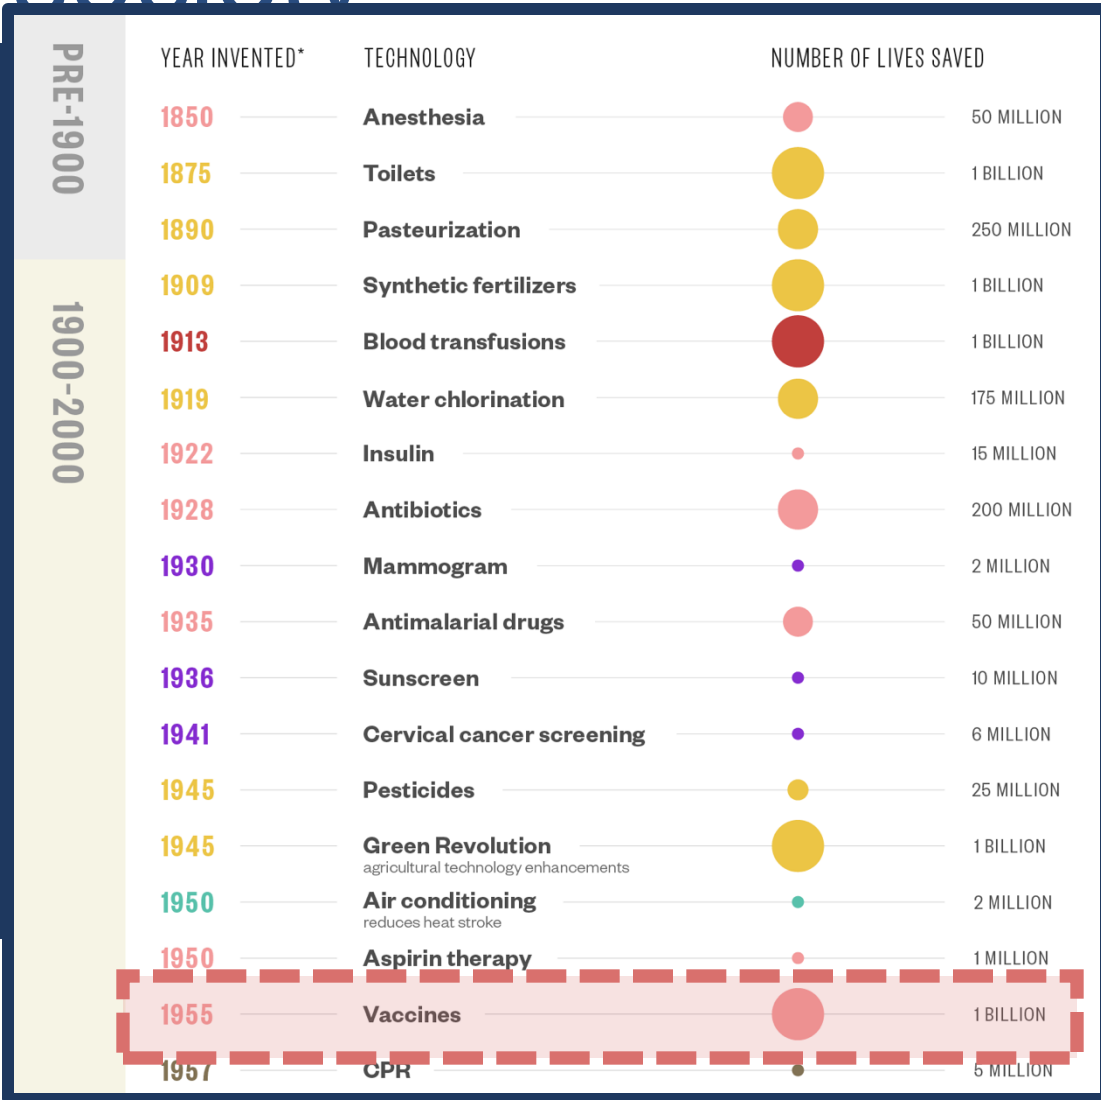 PRE-1900
1900-2000
YEAR INVENTED* TECHNOLOGY NUMBER OF LIVES SAVED
1850 Anesthesia 50 MILLION
1875 Toilets 1 BILLION
1890 Pasteurization 250 MILLION
1909 Synthetic fertilizers 1 BILLION
1913 Blood transfusions 1 BILLION
1919 Water chlorination 175 MILLION
1922 Insulin 15 MILLION
1928 Antibiotics 200 MILLION
1930 Mammogram 2 MILLION
1935 Antimalarial drugs 50 MILLION
1936 Sunscreen 10 MILLION
1941 Cervical cancer screening 6 MILLION
1945 Pesticides 25 MILLION
1945 Green Revolution 1 BILLION
agricultural technology enhancements
1950 Air conditioning 2 MILLION
reduces heat stroke
1950 Aspirin therapy 1 MILLION
1955 Vaccines 1 BILLION
1957 CPR 5 MILLION